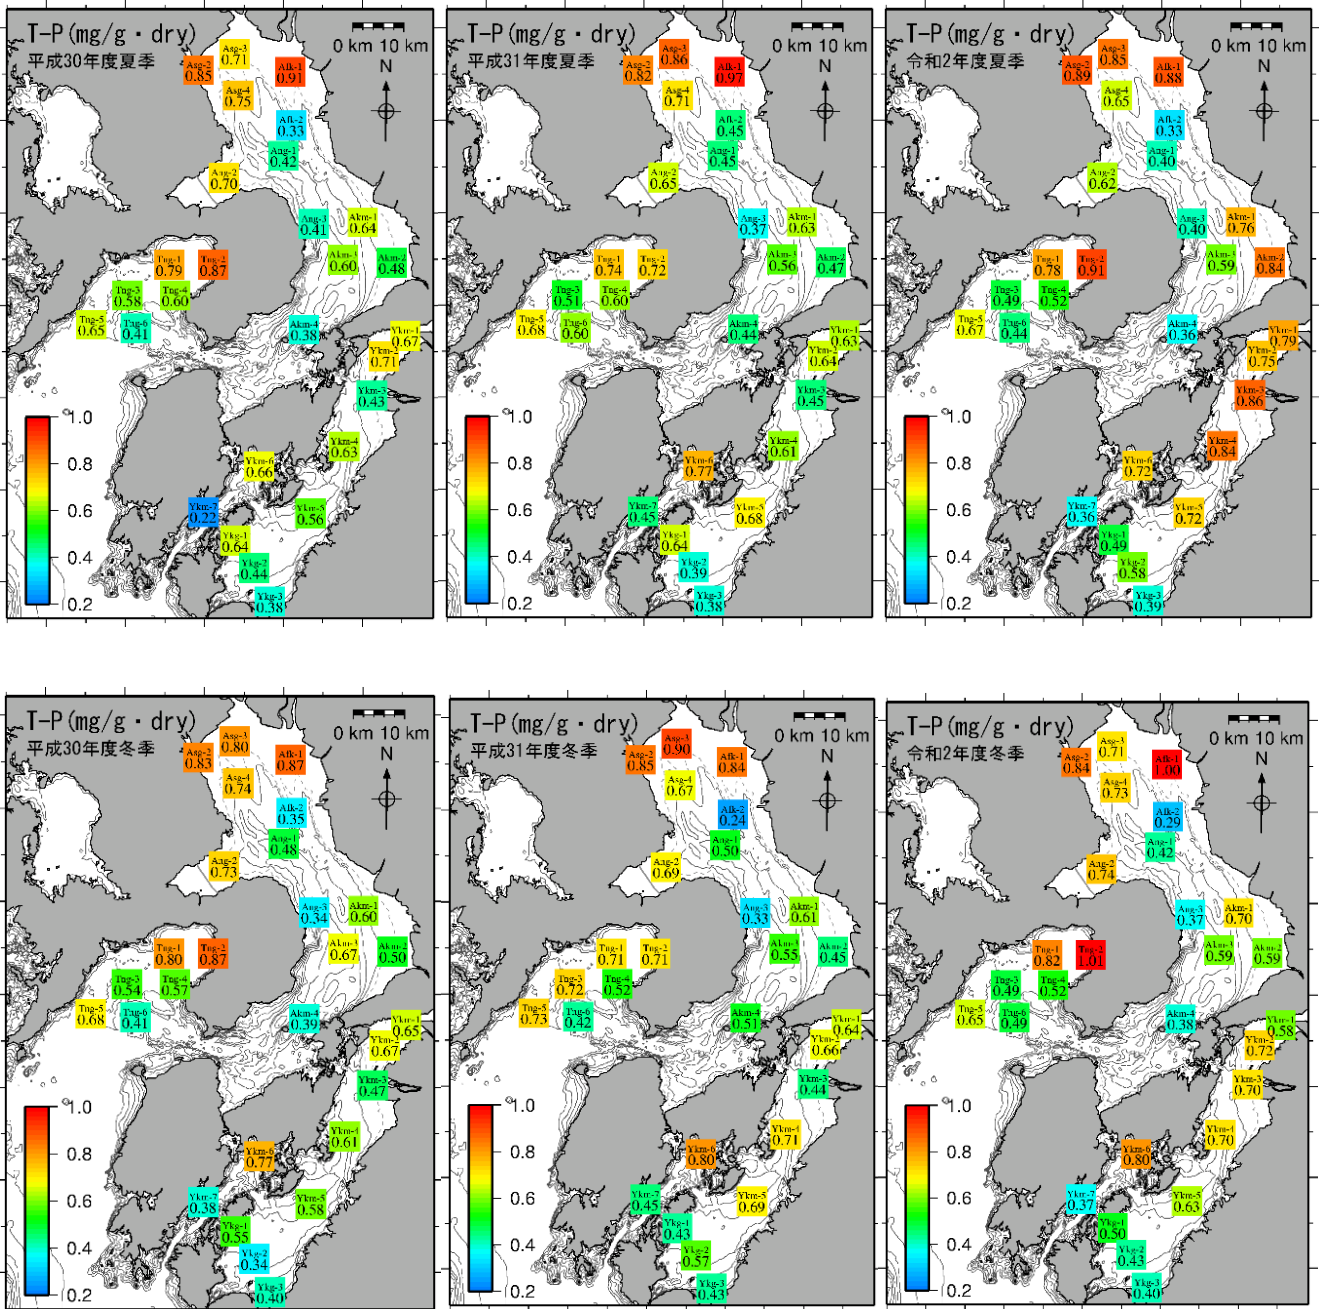 T-P(mg/g・dry)
平成30年度夏季
0 km 10 km
N
Asg-3
0.71
Asg-2
0.85
Afk-1
0.91
Asg-4
0.75
Afk-2
0.33
Ang-1
0.42
Ang-2
0.70
Ang-3
0.41
Akm-1
0.64
Tng-1
0.79
Tng-2
0.87
Akm-3
0.60
Akm-2
0.48
Tng-3
0.58
Tng-4
0.60
Tng-5
0.65
Tng-6
0.41
Akm-4
0.38
Ykm-1
0.67
Ykm-2
0.71
Ykm-3
0.43
Ykm-4
0.63
Ykm-6
0.66
Ykm-7
0.22
Ykm-5
0.56
Ykg-1
0.64
Ykg-2
0.44
Ykg-3
0.38
1.0
0.8
0.6
0.4
0.2
T-P(mg/g・dry)
平成31年度夏季
0 km 10 km
N
Asg-3
0.86
Asg-2
0.82
Afk-1
0.97
Asg-4
0.71
Afk-2
0.45
Ang-1
0.45
Ang-2
0.65
Ang-3
0.37
Akm-1
0.63
Tng-1
0.74
Tng-2
0.72
Akm-3
0.56
Akm-2
0.47
Tng-3
0.51
Tng-4
0.60
Tng-5
0.68
Tng-6
0.60
Akm-4
0.44
Ykm-1
0.63
Ykm-2
0.64
Ykm-3
0.45
Ykm-4
0.61
Ykm-6
0.77
Ykm-7
0.45
Ykm-5
0.68
Ykg-1
0.64
Ykg-2
0.39
Ykg-3
0.38
1.0
0.8
0.6
0.4
0.2
T-P(mg/g・dry)
令和2年度夏季
0 km 10 km
N
Asg-3
0.85
Asg-2
0.89
Afk-1
0.88
Asg-4
0.65
Afk-2
0.33
Ang-1
0.40
Ang-2
0.62
Ang-3
0.40
Akm-1
0.76
Tng-1
0.78
Tng-2
0.91
Akm-3
0.59
Akm-2
0.84
Tng-3
0.49
Tng-4
0.52
Tng-5
0.67
Tng-6
0.44
Akm-4
0.36
Ykm-1
0.79
Ykm-2
0.75
Ykm-3
0.86
Ykm-4
0.84
Ykm-6
0.72
Ykm-7
0.36
Ykm-5
0.72
Ykg-1
0.49
Ykg-2
0.58
Ykg-3
0.39
1.0
0.8
0.6
0.4
0.2
T-P(mg/g・dry)
平成30年度冬季
0 km 10 km
N
Asg-3
0.80
Asg-2
0.83
Afk-1
0.87
Asg-4
0.74
Afk-2
0.35
Ang-1
0.48
Ang-2
0.73
Ang-3
0.34
Akm-1
0.60
Tng-1
0.80
Tng-2
0.87
Akm-3
0.67
Akm-2
0.50
Tng-3
0.54
Tng-4
0.57
Tng-5
0.68
Tng-6
0.41
Akm-4
0.39
Ykm-1
0.65
Ykm-2
0.67
Ykm-3
0.47
Ykm-4
0.61
Ykm-6
0.77
Ykm-7
0.38
Ykm-5
0.58
Ykg-1
0.55
Ykg-2
0.34
Ykg-3
0.40
1.0
0.8
0.6
0.4
0.2
T-P(mg/g・dry)
平成31年度冬季
0 km 10 km
N
Asg-3
0.90
Asg-2
0.85
Afk-1
0.84
Asg-4
0.67
Afk-2
0.24
Ang-1
0.50
Ang-2
0.69
Ang-3
0.33
Akm-1
0.61
Tng-1
0.71
Tng-2
0.71
Akm-3
0.55
Akm-2
0.45
Tng-3
0.72
Tng-4
0.52
Tng-5
0.73
Tng-6
0.42
Akm-4
0.51
Ykm-1
0.64
Ykm-2
0.66
Ykm-3
0.44
Ykm-4
0.71
Ykm-6
0.80
Ykm-7
0.45
Ykm-5
0.69
Ykg-1
0.43
Ykg-2
0.57
Ykg-3
0.43
1.0
0.8
0.6
0.4
0.2
T-P(mg/g・dry)
令和2年度冬季
0 km 10 km
N
Asg-3
0.71
Asg-2
0.84
Afk-1
1.00
Asg-4
0.73
Afk-2
0.29
Ang-1
0.42
Ang-2
0.74
Ang-3
0.37
Akm-1
0.70
Tng-1
0.82
Tng-2
1.01
Akm-3
0.59
Akm-2
0.59
Tng-3
0.49
Tng-4
0.52
Tng-5
0.65
Tng-6
0.49
Akm-4
0.38
Ykm-1
0.58
Ykm-2
0.72
Ykm-3
0.70
Ykm-4
0.70
Ykm-6
0.80
Ykm-7
0.37
Ykm-5
0.63
Ykg-1
0.50
Ykg-2
0.43
Ykg-3
0.40
1.0
0.8
0.6
0.4
0.2